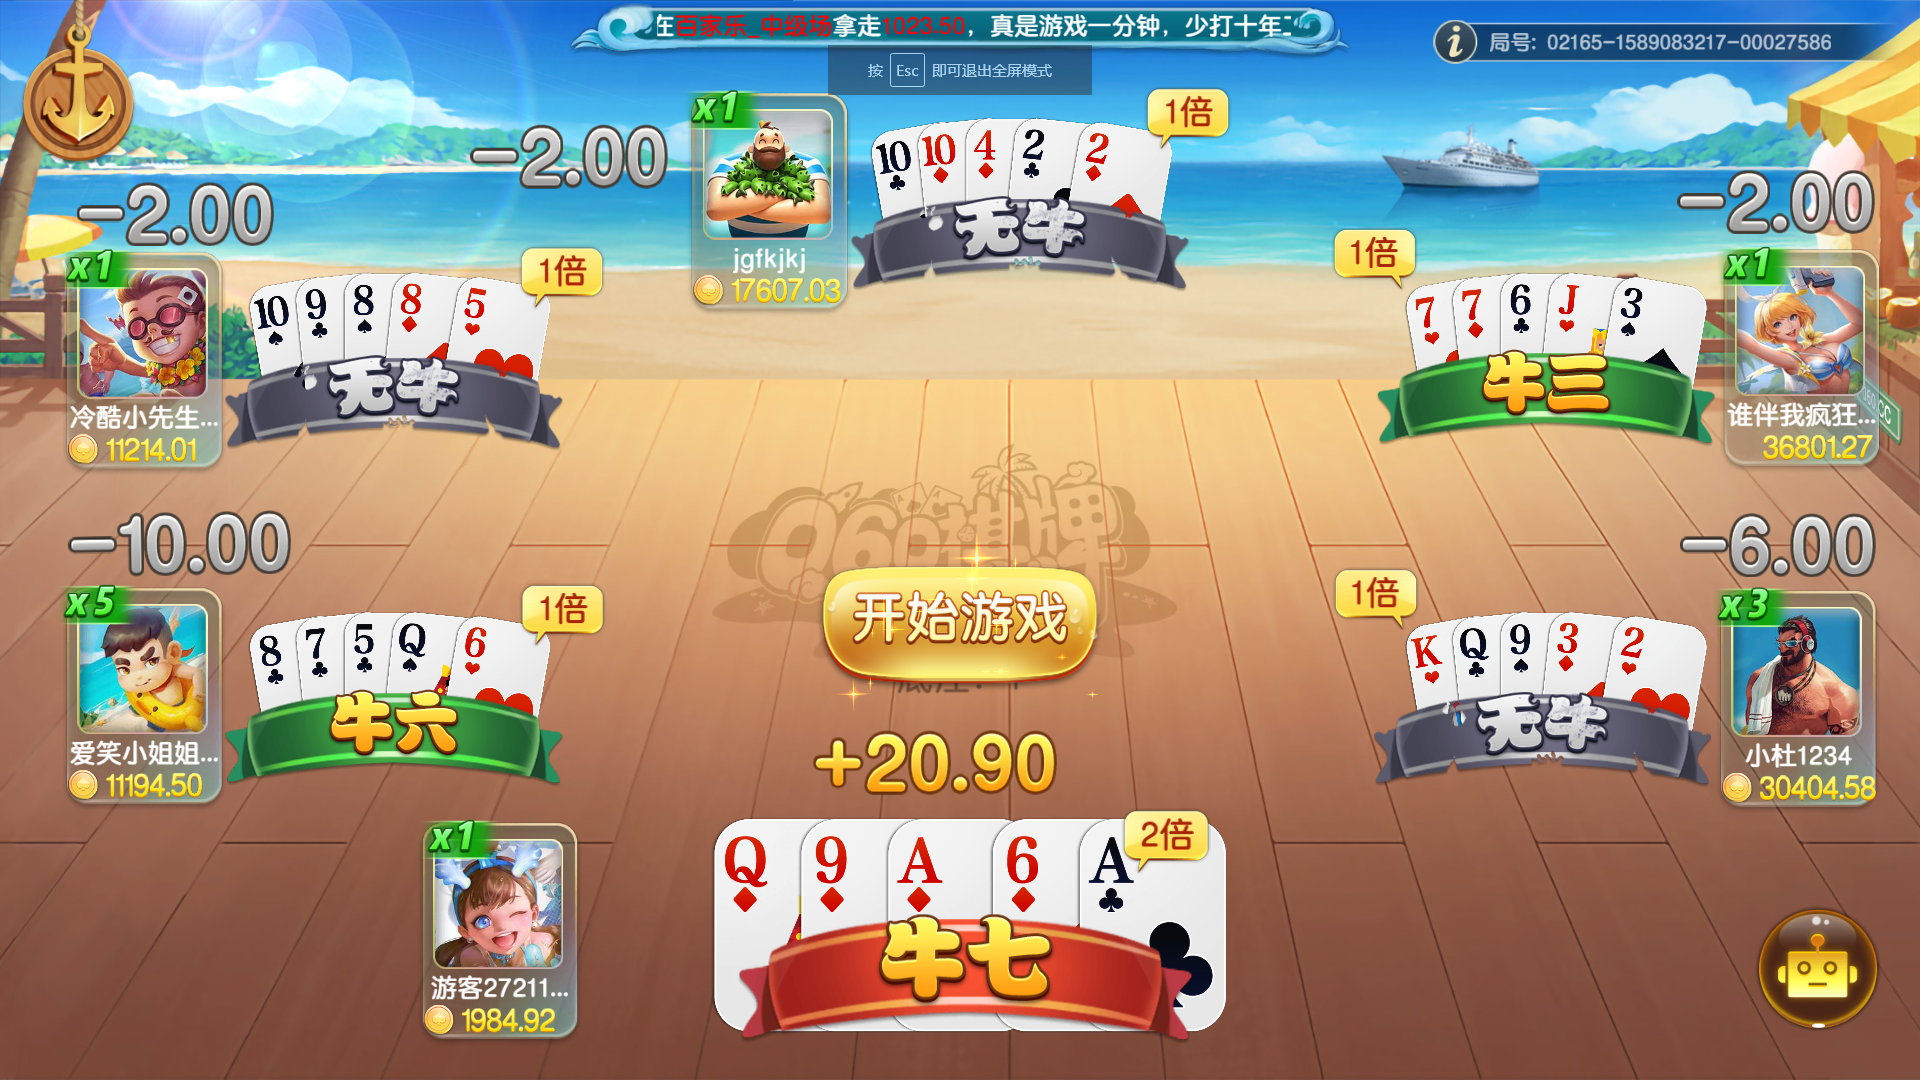 在百家乐_中级场拿走1023.50，真是游戏一分钟，少打十年工
局号: 02165-1589083217-00027586
按 Esc 即可退出全屏模式
x1
jgfkjkj
17607.03
-2.00
10 10 4 2 2
1倍
无牛
-2.00
x1
冷酷小先生...
11214.01
10 9 8 8 5
1倍
无牛
-2.00
x1
谁伴我疯狂...
36801.27
1倍
7 7 6 J 3
牛三
-10.00
x5
爱笑小姐姐...
11194.50
8 7 5 Q 6
1倍
牛六
960棋牌
开始游戏
-6.00
x3
小杜1234
30404.58
1倍
K Q 9 3 2
无牛
+20.90
x1
游客27211...
1984.92
Q 9 A 6 A
2倍
牛七